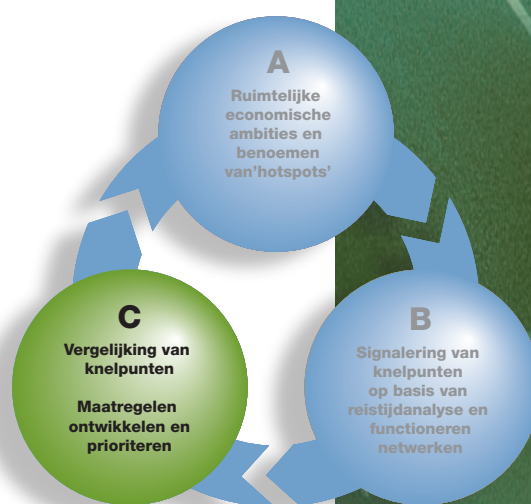 A
Ruimtelijke
economische
ambities en
benoemen
van'hotspots'
B
Signalering van
knelpunten
op basis van
reistijdanalyse en
functioneren
netwerken
C
Vergelijking van
knelpunten
Maatregelen
ontwikkelen en
prioriteren